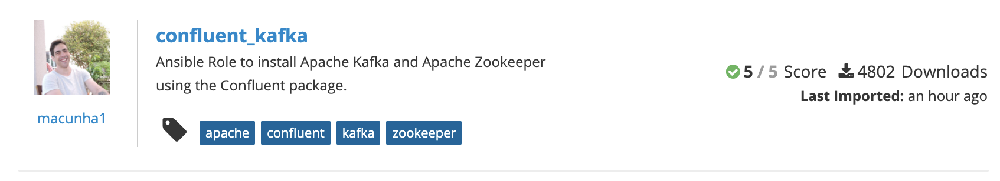 confluent_kafka
Ansible Role to install Apache Kafka and Apache Zookeeper
using the Confluent package.
macunha1
apache confluent kafka zookeeper
5 / 5 Score 4802 Downloads
Last Imported: an hour ago